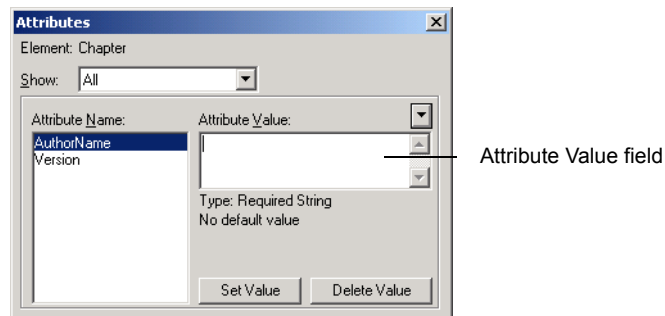 Attributes
Element: Chapter
Show: All
Attribute Name:
Attribute Value:
AuthorName
Version
Attribute Value field
Type: Required String
No default value
Set Value
Delete Value